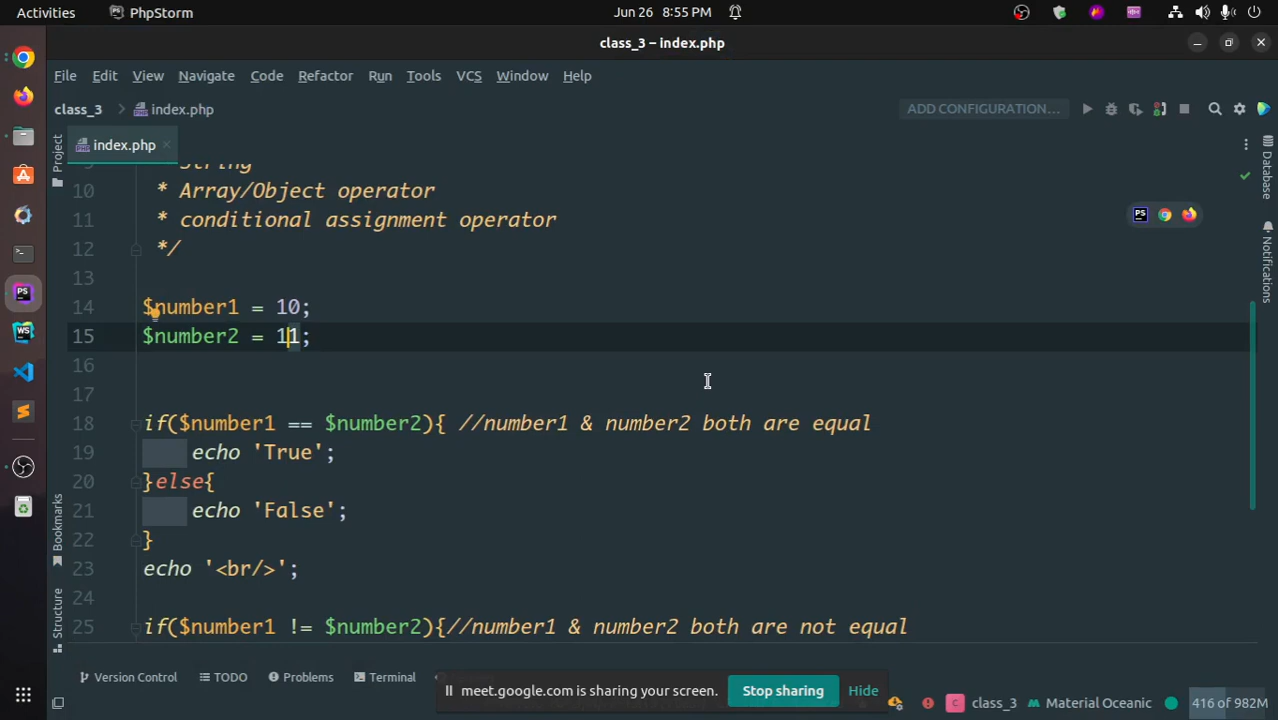 Activities PhpStorm Jun 26 8:55 PM
class_3 – index.php
File Edit View Navigate Code Refactor Run Tools VCS Window Help
class_3 index.php ADD CONFIGURATION...
index.php
Project
Database
Notifications
Bookmarks
Structure
* String
10 * Array/Object operator
11 * conditional assignment operator
12 */
13
14 $number1 = 10;
15 $number2 = 11;
16
17
18 if($number1 == $number2){ //number1 & number2 both are equal
19 echo 'True';
20 }else{
21 echo 'False';
22 }
23 echo '<br/>';
24
25 if($number1 != $number2){//number1 & number2 both are not equal
Version Control TODO Problems Terminal
meet.google.com is sharing your screen. Stop sharing Hide
class_3 Material Oceanic 416 of 982M